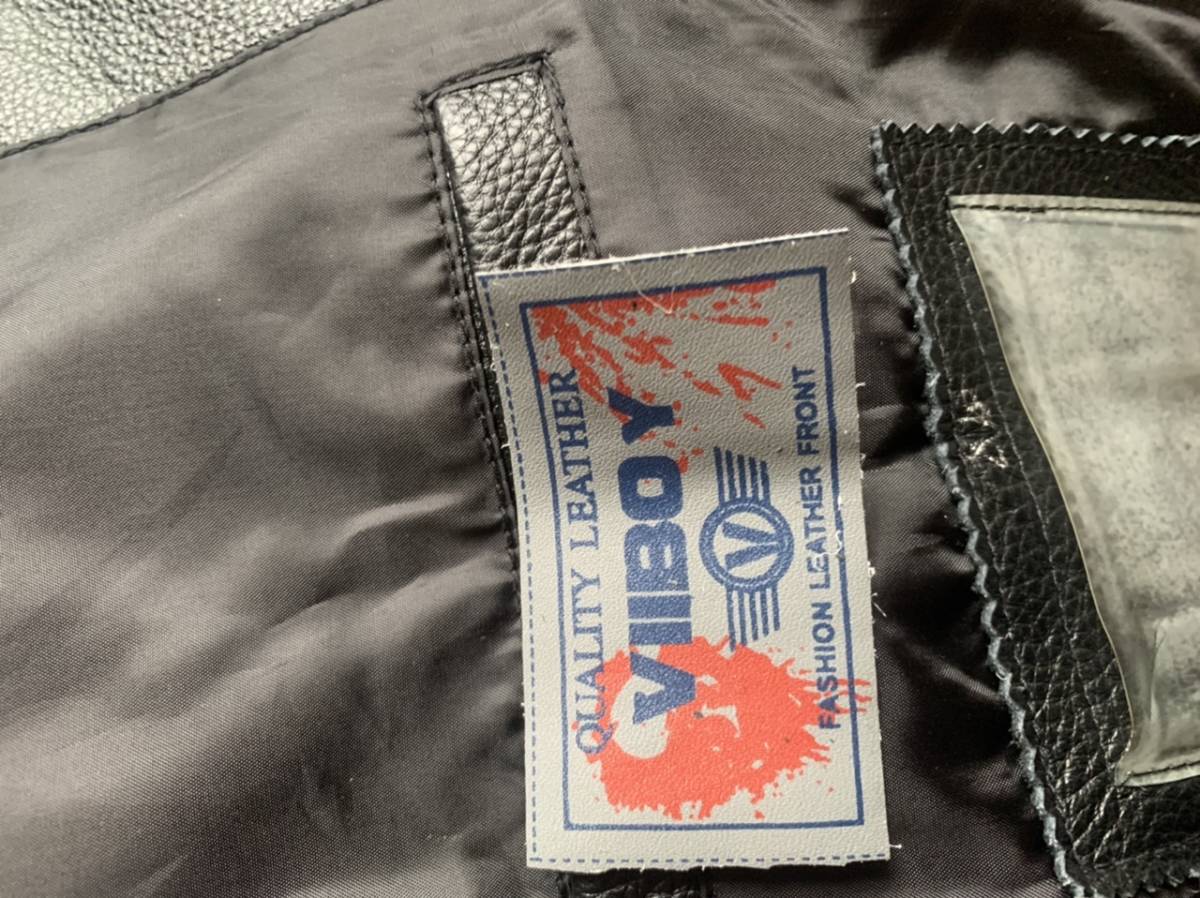 QUALITY LEATHER
VIIBOY
W
FASHION LEATHER FRONT